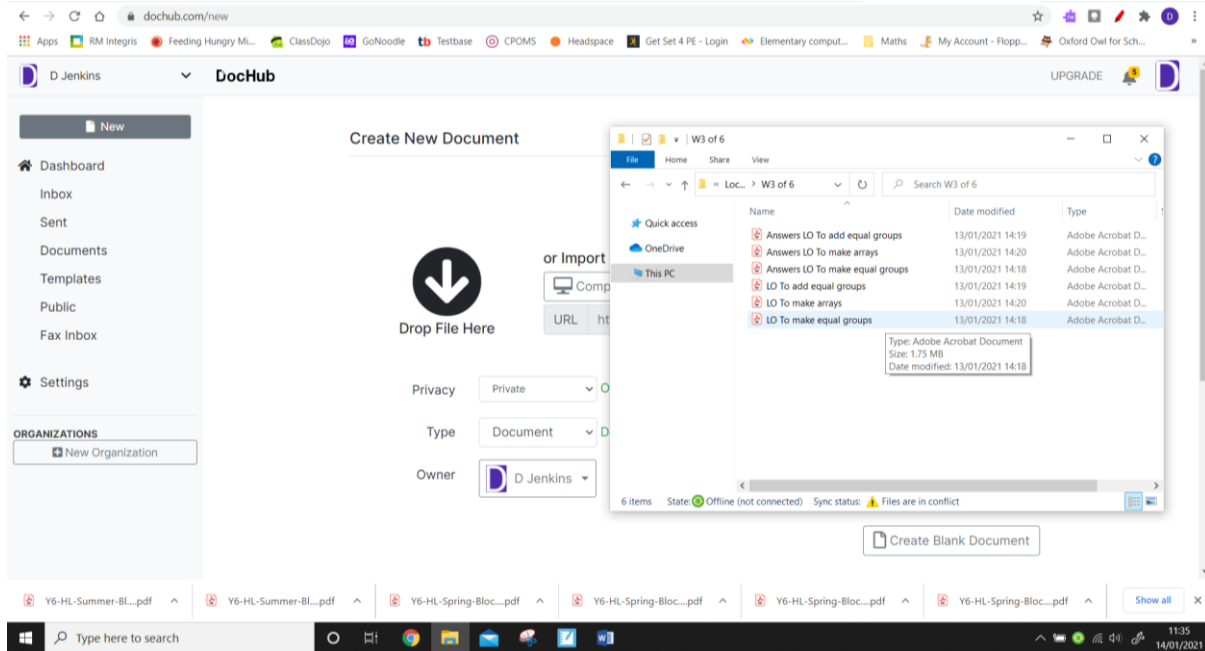 dochub.com/new
D
Apps RM Integris Feeding Hungry Mi... ClassDojo GoNoodle tb Testbase CPOMS Headspace Get Set 4 PE - Login Elementary comput... Maths My Account - Flopp... Oxford Owl for Sch... »
D D Jenkins DocHub UPGRADE 5 D
New
Dashboard
Inbox
Sent
Documents
Templates
Public
Fax Inbox
Settings
ORGANIZATIONS
New Organization
Create New Document
Drop File Here
or Import
Comp
URL ht
Privacy Private O
Type Document D
Owner D D Jenkins
Create Blank Document
W3 of 6
File Home Share View
« Loc... > W3 of 6 Search W3 of 6
Quick access
OneDrive
This PC
Name Date modified Type
Answers LO To add equal groups 13/01/2021 14:19 Adobe Acrobat D...
Answers LO To make arrays 13/01/2021 14:20 Adobe Acrobat D...
Answers LO To make equal groups 13/01/2021 14:18 Adobe Acrobat D...
LO To add equal groups 13/01/2021 14:19 Adobe Acrobat D...
LO To make arrays 13/01/2021 14:20 Adobe Acrobat D...
LO To make equal groups 13/01/2021 14:18 Adobe Acrobat D...
Type: Adobe Acrobat Document
Size: 1.75 MB
Date modified: 13/01/2021 14:18
6 items State: Offline (not connected) Sync status: Files are in conflict
Y6-HL-Summer-Bl....pdf Y6-HL-Summer-Bl....pdf Y6-HL-Spring-Bloc....pdf Y6-HL-Spring-Bloc....pdf Y6-HL-Spring-Bloc....pdf Y6-HL-Spring-Bloc....pdf Show all
Type here to search
11:35
14/01/2021